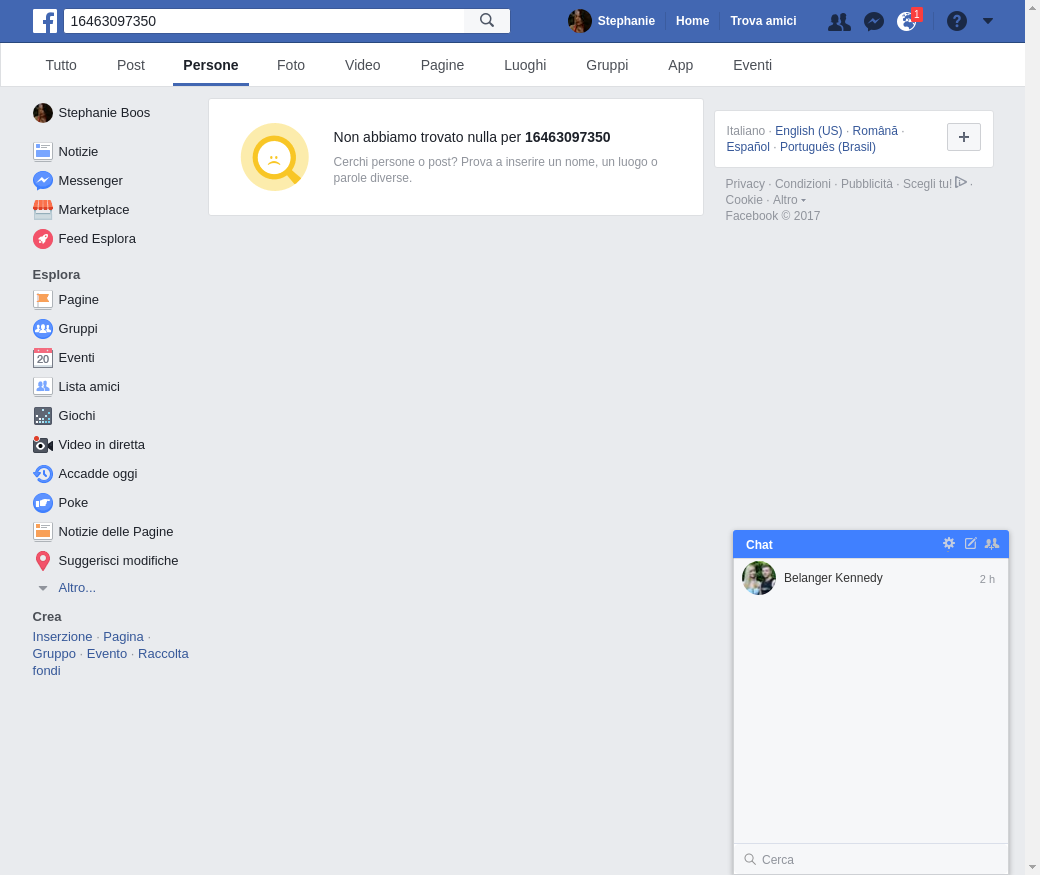 16463097350
Stephanie Home Trova amici 1
Tutto Post Persone Foto Video Pagine Luoghi Gruppi App Eventi
Stephanie Boos
Notizie
Messenger
Marketplace
Feed Esplora
Esplora
Pagine
Gruppi
20 Eventi
Lista amici
Giochi
Video in diretta
Accadde oggi
Poke
Notizie delle Pagine
Suggerisci modifiche
Altro...
Crea
Inserzione · Pagina ·
Gruppo · Evento · Raccolta
fondi
Non abbiamo trovato nulla per 16463097350
Cerchi persone o post? Prova a inserire un nome, un luogo o
parole diverse.
Italiano · English (US) · Română ·
Español · Português (Brasil)
Privacy · Condizioni · Pubblicità · Scegli tu! ·
Cookie · Altro
Facebook © 2017
Chat
Belanger Kennedy 2 h
Cerca